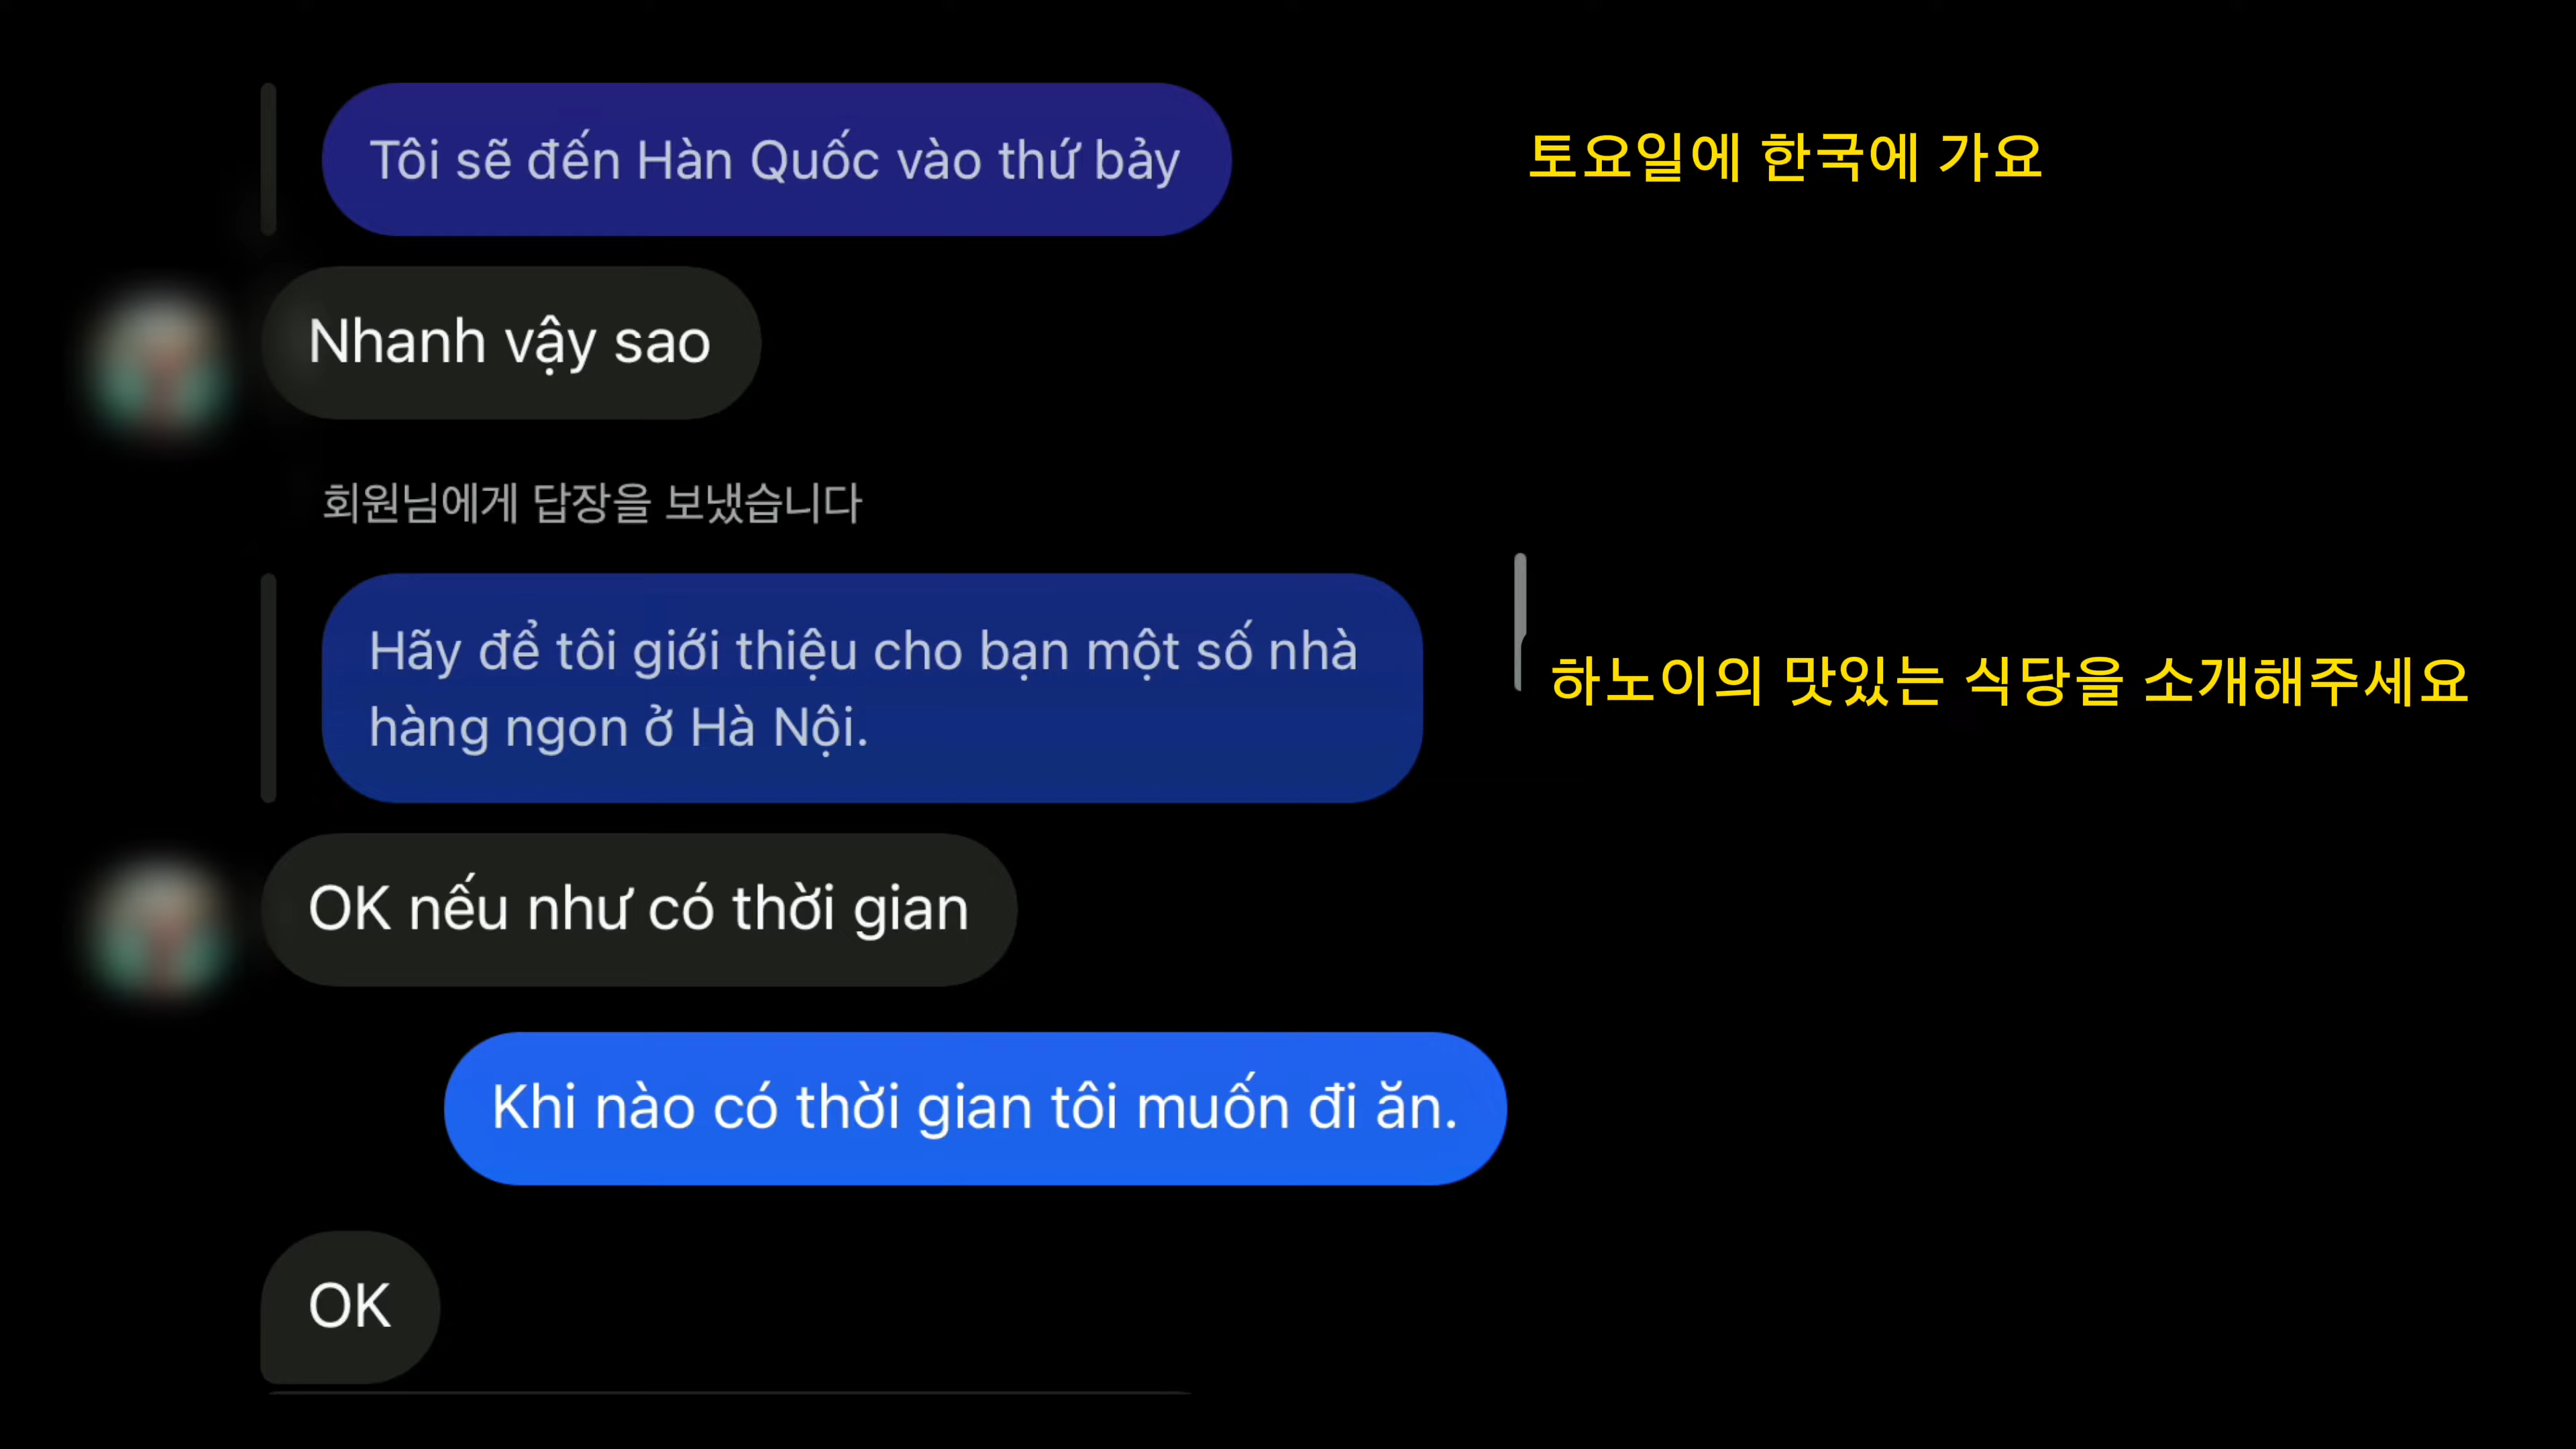 Tôi sẽ đến Hàn Quốc vào thứ bảy
토요일에 한국에 가요
Nhanh vậy sao
회원님에게 답장을 보냈습니다
Hãy để tôi giới thiệu cho bạn một số nhà
hàng ngon ở Hà Nội.
하노이의 맛있는 식당을 소개해주세요
OK nếu như có thời gian
Khi nào có thời gian tôi muốn đi ăn.
OK